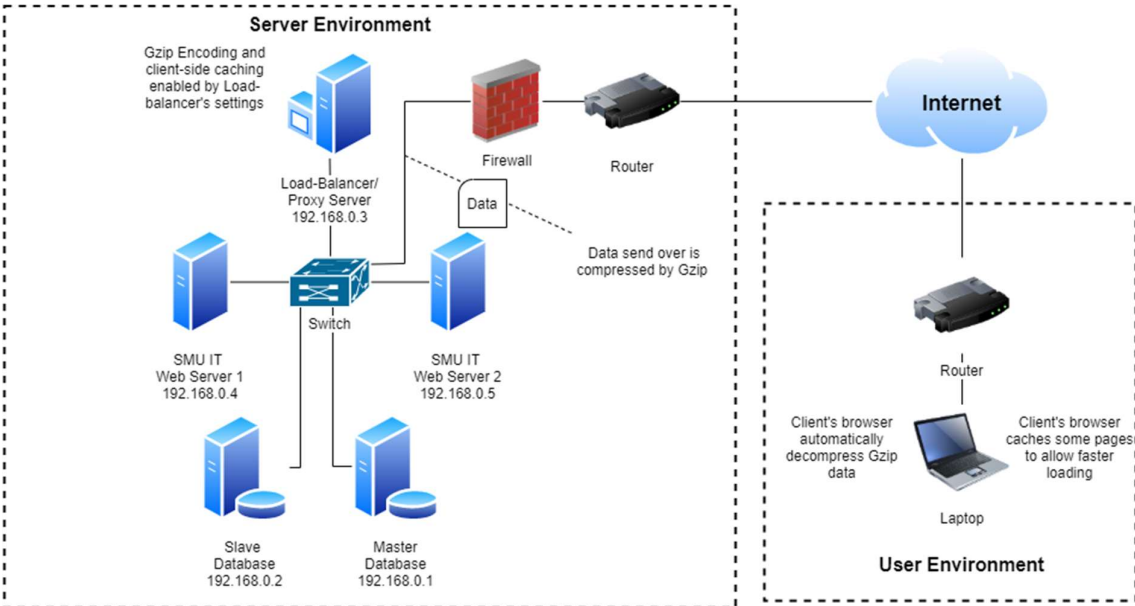 Server Environment
Gzip Encoding and
client-side caching
enabled by Load-
balancer's settings
Load-Balancer/
Proxy Server
192.168.0.3
Firewall
Router
Internet
Data
Data send over is
compressed by Gzip
Switch
SMU IT
Web Server 1
192.168.0.4
SMU IT
Web Server 2
192.168.0.5
Slave
Database
192.168.0.2
Master
Database
192.168.0.1
Router
Client's browser
automatically
decompress Gzip
data
Client's browser
caches some pages
to allow faster
loading
Laptop
User Environment